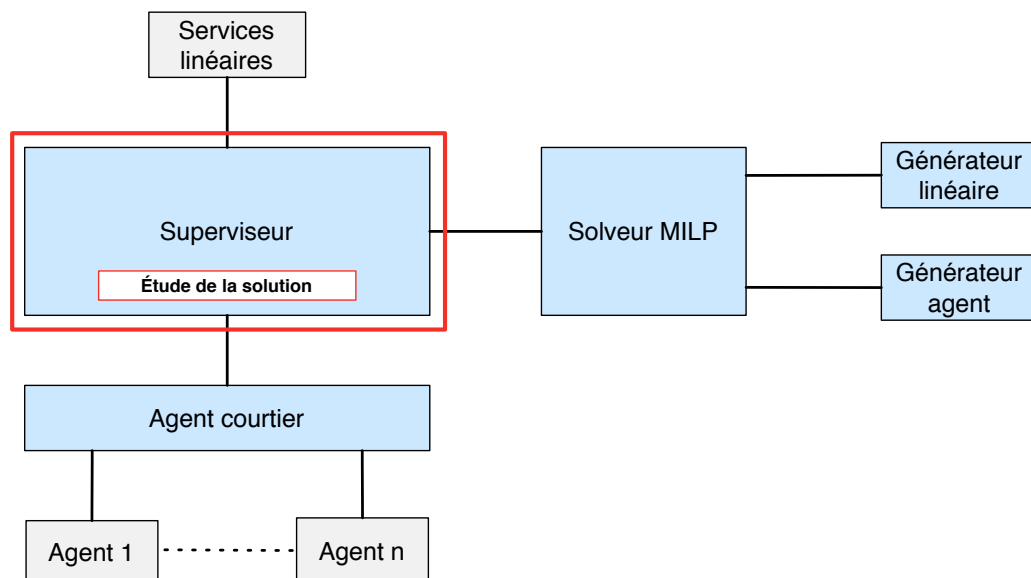 Services
linéaires
Superviseur
Étude de la solution
Solveur MILP
Générateur
linéaire
Générateur
agent
Agent courtier
Agent 1
Agent n